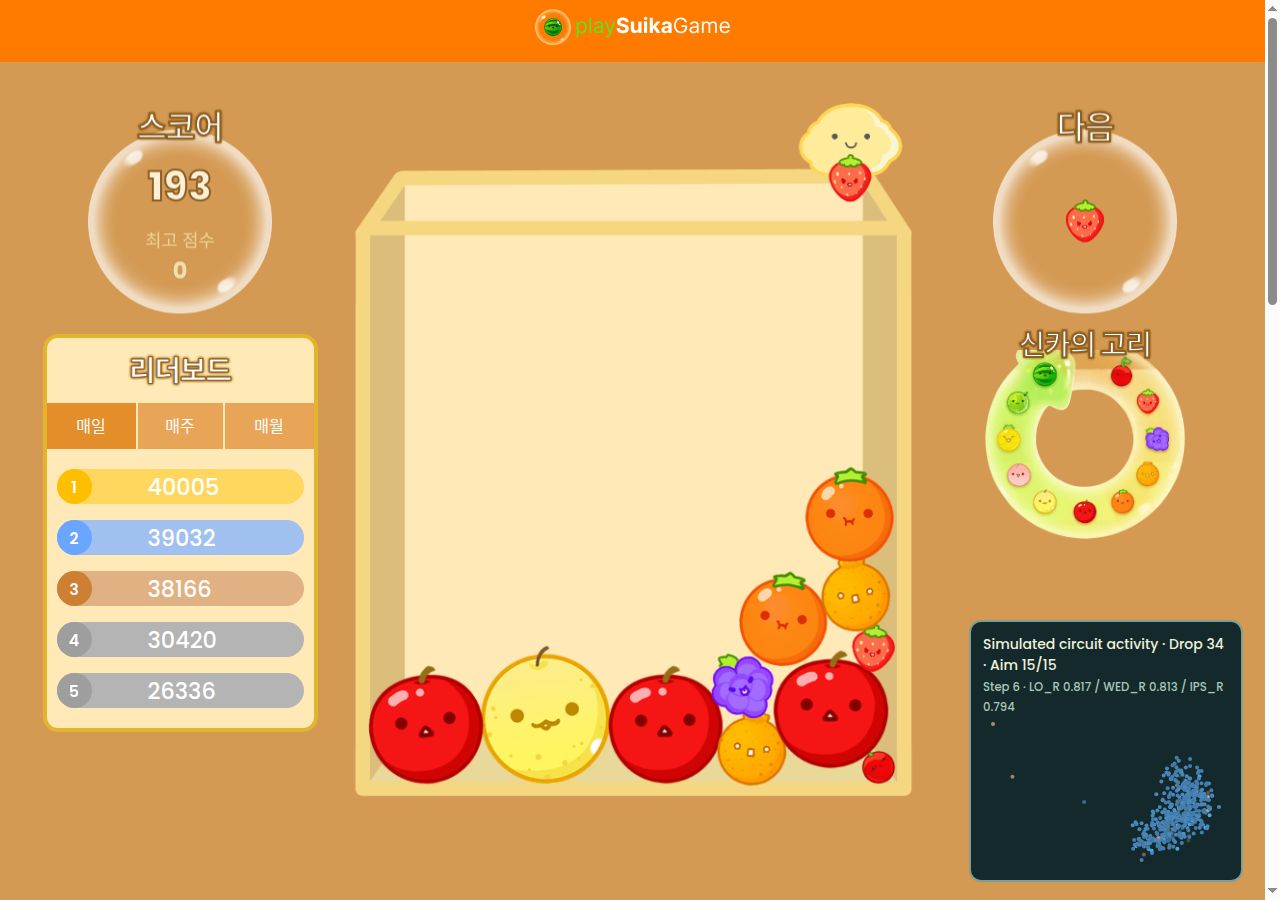 playSuikaGame
스코어
193
최고 점수
0
다음
리더보드
매일 매주 매월
1 40005
2 39032
3 38166
4 30420
5 26336
신카의 고리
Simulated circuit activity · Drop 34
· Aim 15/15
Step 6 · LO_R 0.817 / WED_R 0.813 / IPS_R
0.794